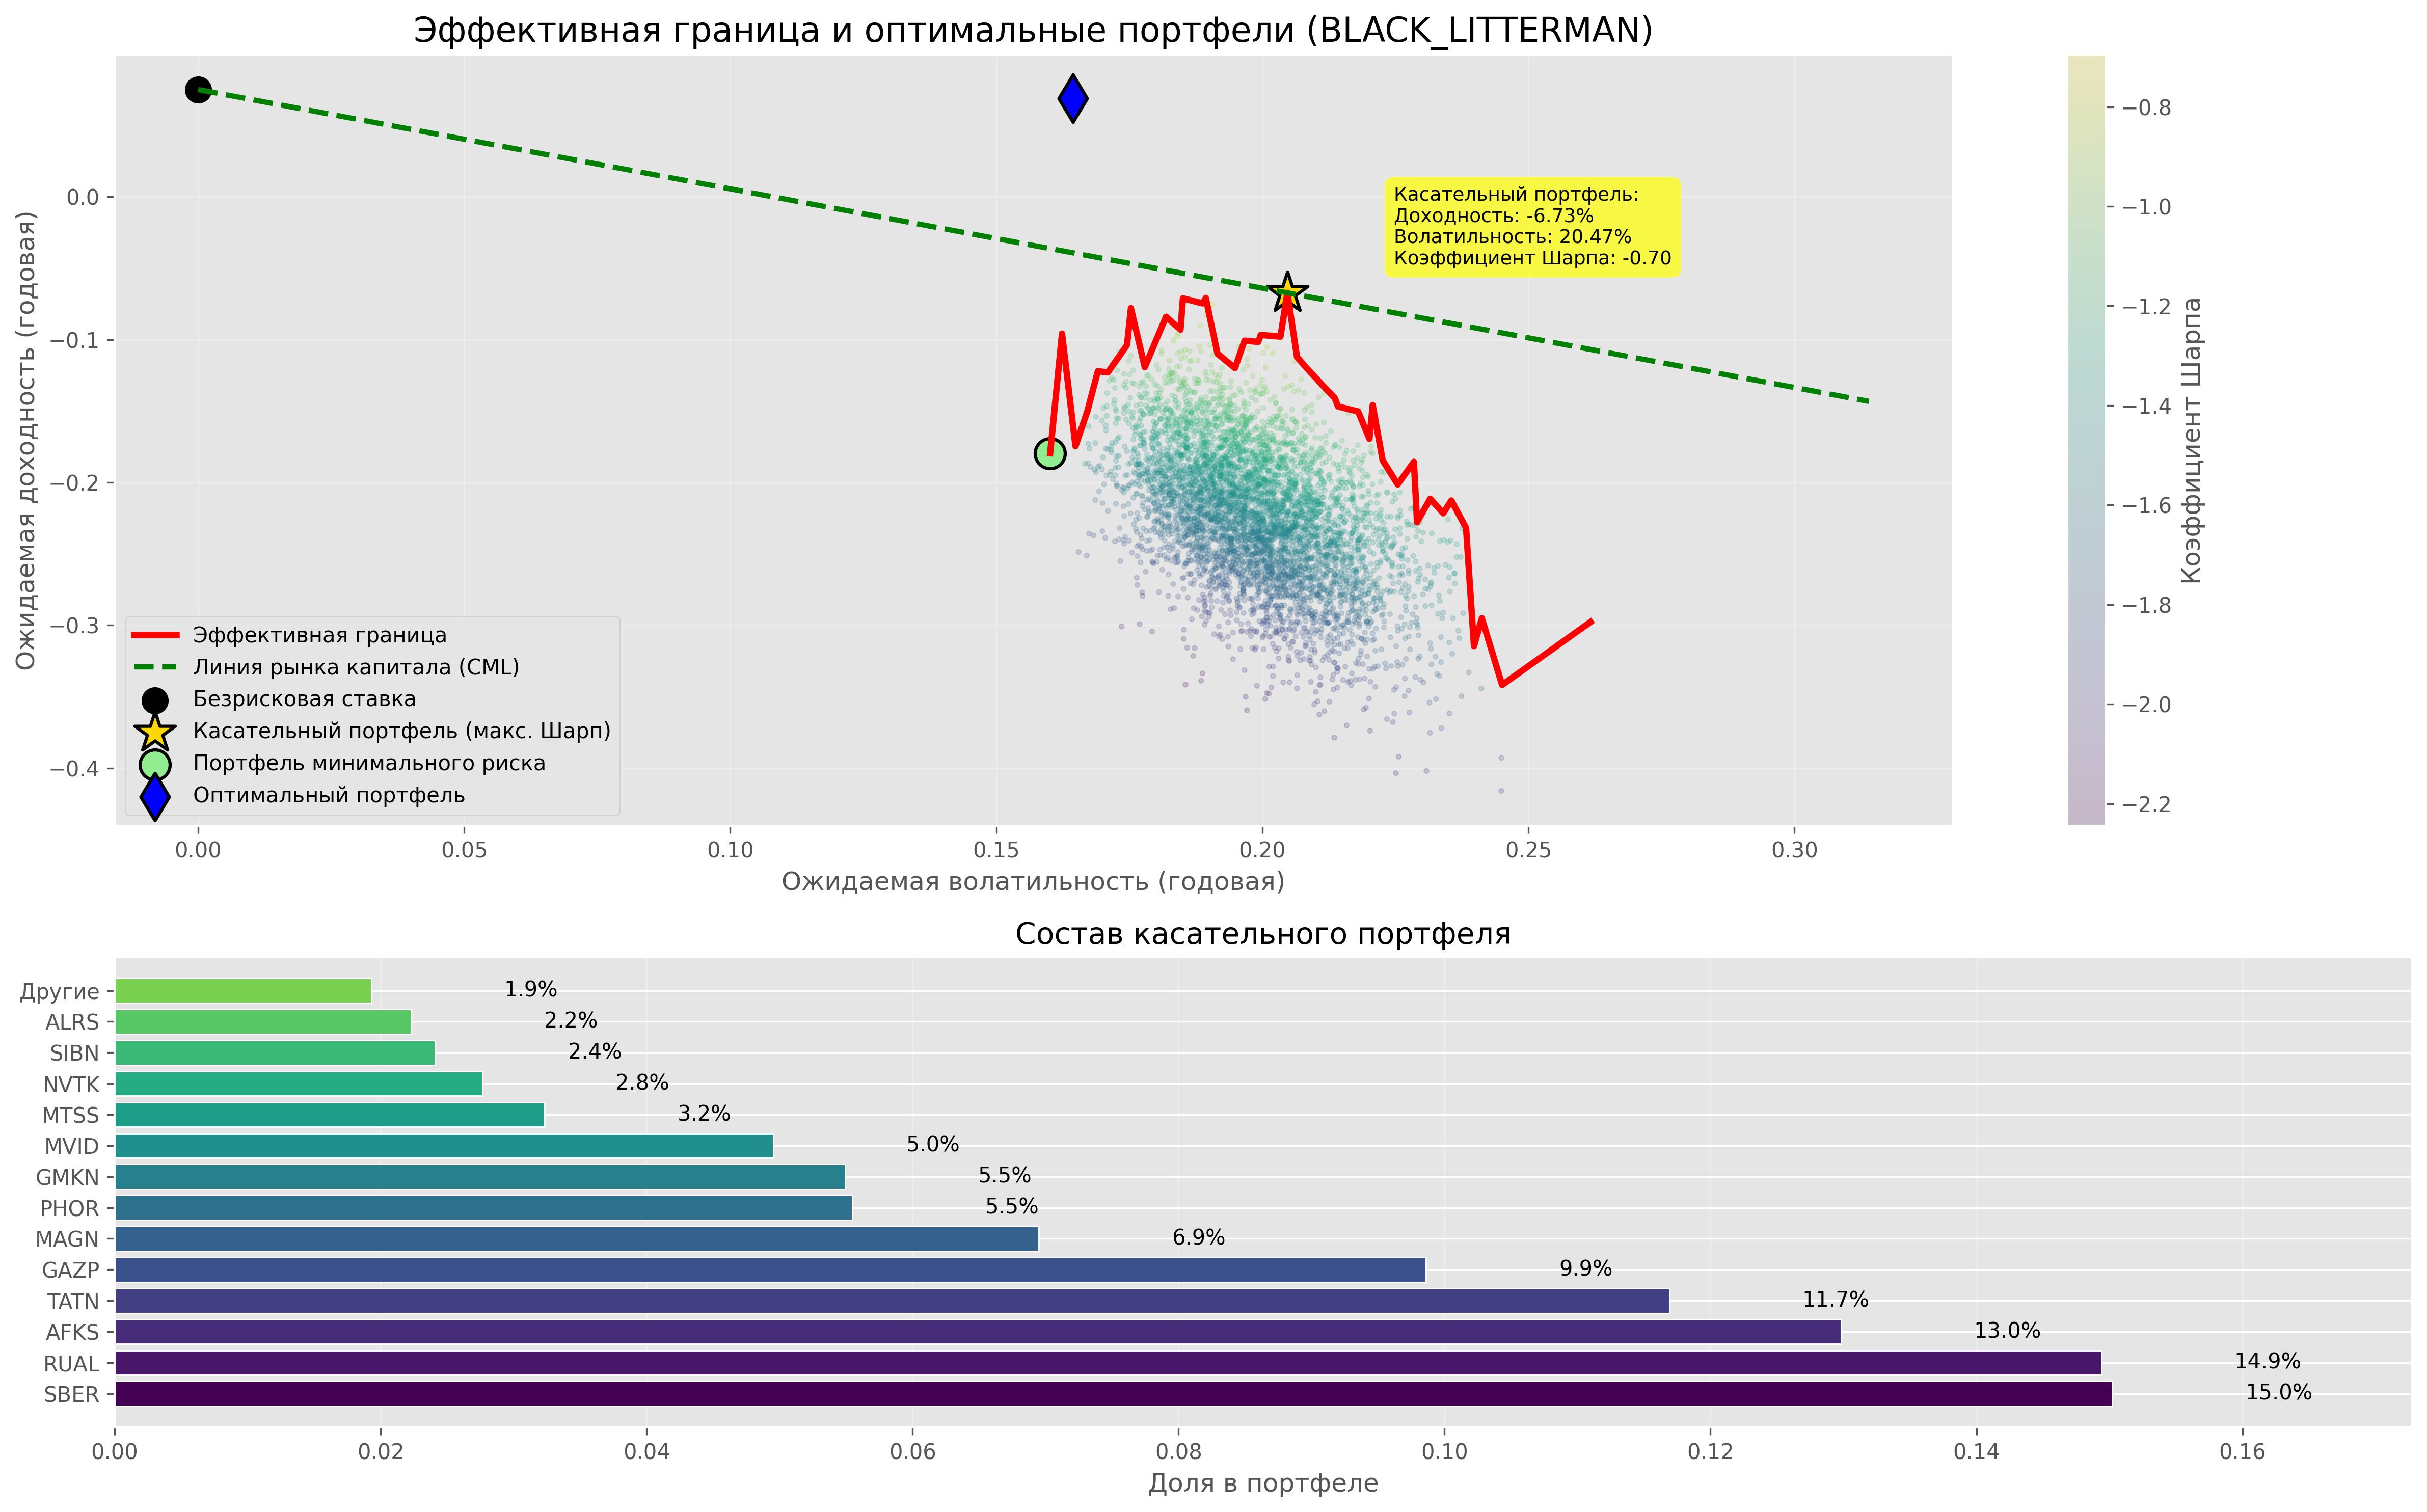 Эффективная граница и оптимальные портфели (BLACK_LITTERMAN)
Ожидаемая доходность (годовая)
0.0
−0.1
−0.2
−0.3
−0.4
Касательный портфель:
Доходность: -6.73%
Волатильность: 20.47%
Коэффициент Шарпа: -0.70
Эффективная граница
Линия рынка капитала (CML)
Безрисковая ставка
Касательный портфель (макс. Шарп)
Портфель минимального риска
Оптимальный портфель
0.00 0.05 0.10 0.15 0.20 0.25 0.30
Ожидаемая волатильность (годовая)
−0.8
−1.0
−1.2
−1.4
−1.6
−1.8
−2.0
−2.2
Коэффициент Шарпа
Состав касательного портфеля
Другие 1.9%
ALRS 2.2%
SIBN 2.4%
NVTK 2.8%
MTSS 3.2%
MVID 5.0%
GMKN 5.5%
PHOR 5.5%
MAGN 6.9%
GAZP 9.9%
TATN 11.7%
AFKS 13.0%
RUAL 14.9%
SBER 15.0%
0.00 0.02 0.04 0.06 0.08 0.10 0.12 0.14 0.16
Доля в портфеле